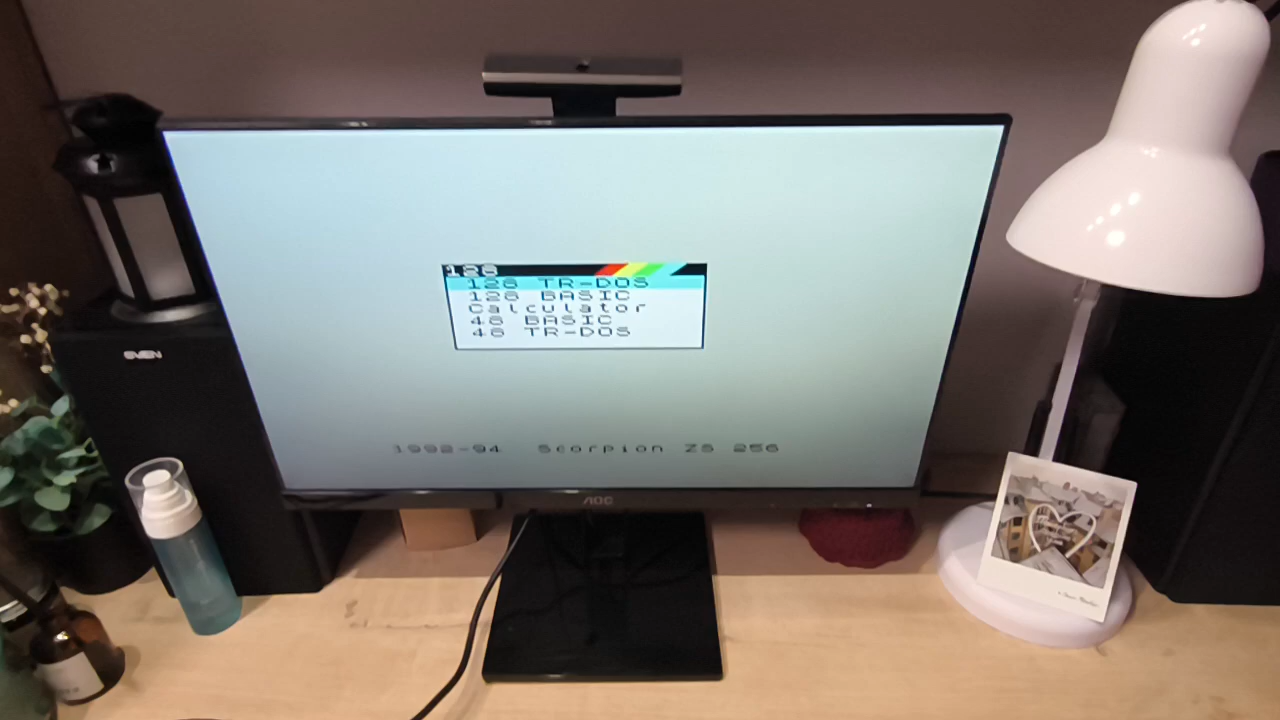 128
128 TR-DOS
128 BASIC
Calculator
48 BASIC
48 TR-DOS
1992-94 Scorpion ZS 256
AOC
SVEN